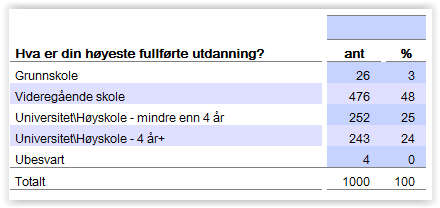 Hva er din høyeste fullførte utdanning? ant %
Grunnskole 26 3
Videregående skole 476 48
Universitet\Høyskole - mindre enn 4 år 252 25
Universitet\Høyskole - 4 år+ 243 24
Ubesvart 4 0
Totalt 1000 100